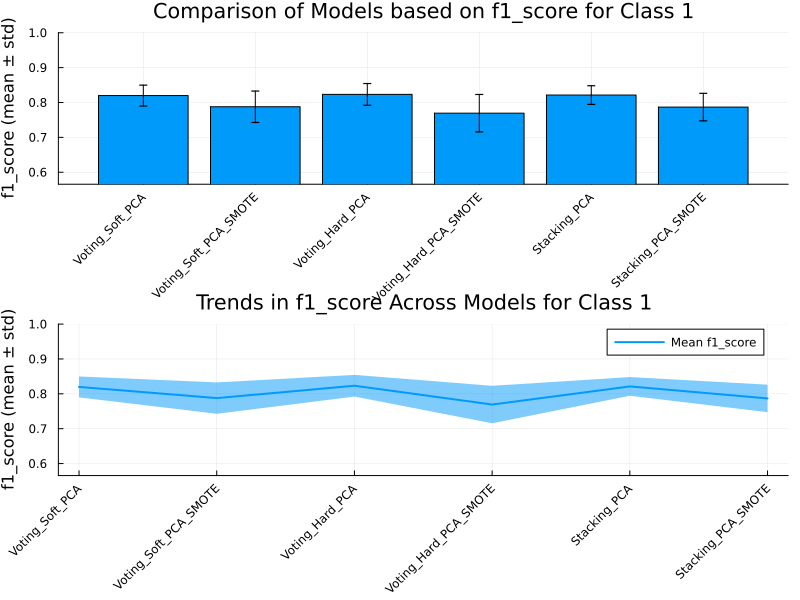 Comparison of Models based on f1_score for Class 1
f1_score (mean ± std)
1.0
0.9
0.8
0.7
0.6
Voting_Soft_PCA
Voting_Soft_PCA_SMOTE
Voting_Hard_PCA
Voting_Hard_PCA_SMOTE
Stacking_PCA
Stacking_PCA_SMOTE
Trends in f1_score Across Models for Class 1
f1_score (mean ± std)
1.0
0.9
0.8
0.7
0.6
Mean f1_score
Voting_Soft_PCA
Voting_Soft_PCA_SMOTE
Voting_Hard_PCA
Voting_Hard_PCA_SMOTE
Stacking_PCA
Stacking_PCA_SMOTE